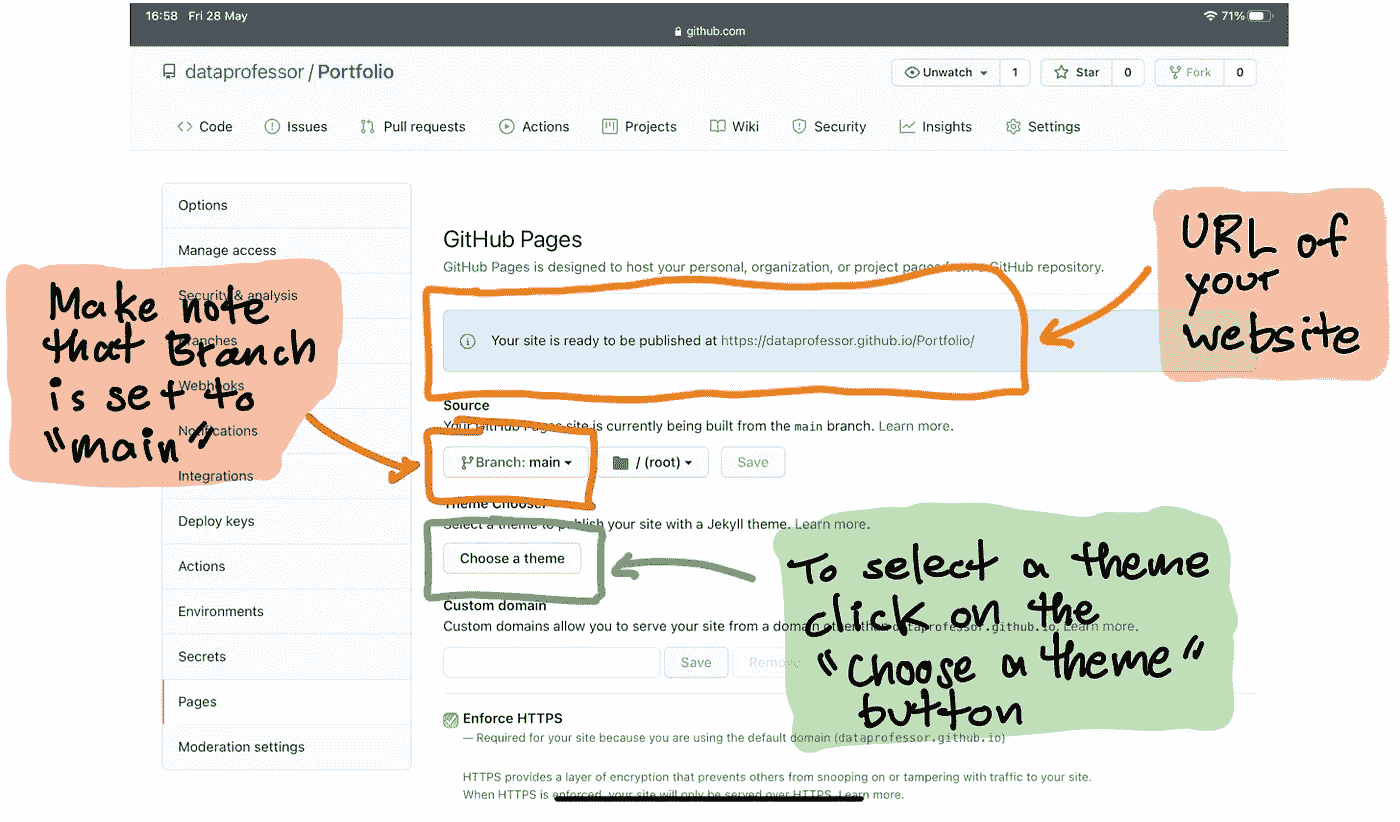 16:58 Fri 28 May
71%
github.com
dataprofessor / Portfolio
Unwatch 1 Star 0 Fork 0
Code Issues Pull requests Actions Projects Wiki Security Insights Settings
Options
Manage access
Security & analysis
Branches
Webhooks
Notifications
Integrations
Deploy keys
Actions
Environments
Secrets
Pages
Moderation settings
Make note
that Branch
is set to
"main"
GitHub Pages
GitHub Pages is designed to host your personal, organization, or project pages from a GitHub repository.
Your site is ready to be published at https://dataprofessor.github.io/Portfolio/
URL of
your
website
Source
Your GitHub Pages site is currently being built from the main branch. Learn more.
Branch: main / (root) Save
Theme Chooser
Select a theme to publish your site with a Jekyll theme. Learn more.
Choose a theme
To select a theme
click on the
"Choose a theme"
button
Custom domain
Custom domains allow you to serve your site from a domain other than dataprofessor.github.io. Learn more.
Save Remove
Enforce HTTPS
— Required for your site because you are using the default domain (dataprofessor.github.io)
HTTPS provides a layer of encryption that prevents others from snooping on or tampering with traffic to your site.
When HTTPS is enforced, your site will only be served over HTTPS. Learn more.